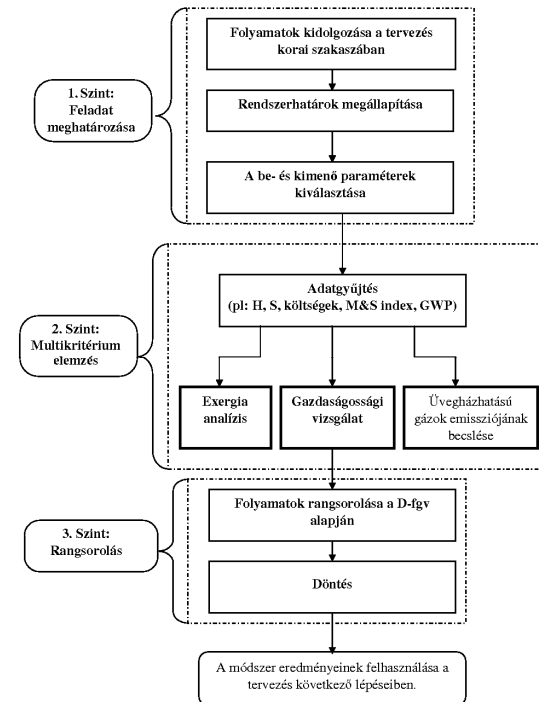 Folyamatok kidolgozása a tervezés
korai szakaszában
1. Szint:
Feladat
meghatározása
Rendszerhatárok megállapítása
A be- és kimenő paraméterek
kiválasztása
Adatgyűjtés
(pl: H, S, költségek, M&S index, GWP)
2. Szint:
Multikritérium
elemzés
Exergia
analízis
Gazdaságossági
vizsgálat
Üvegházhatású
gázok emissziójának
becslése
Folyamatok rangsorolása a D-fgv
alapján
3. Szint:
Rangsorolás
Döntés
A módszer eredményeinek felhasználása a
tervezés következő lépéseiben.